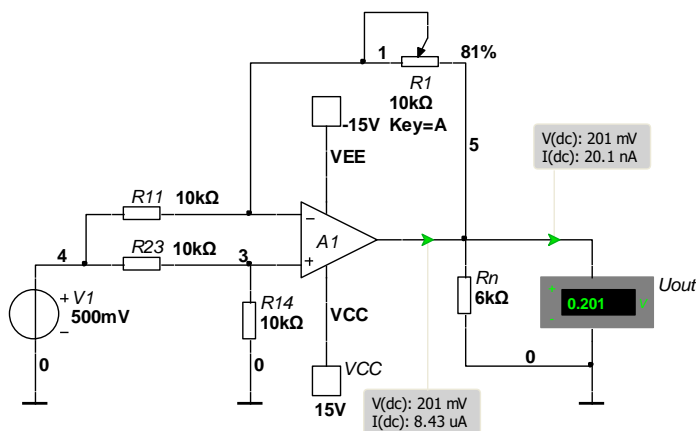 1
81%
R1
10kΩ
Key=A
-15V
VEE
5
V(dc): 201 mV
I(dc): 20.1 nA
R11 10kΩ
−
A1
+
R23 10kΩ
4
3
+ V1
−
500mV
R14
10kΩ
VCC
Rn
6kΩ
Uout
+
−
0.201 V
0
0
0
VCC
15V
V(dc): 201 mV
I(dc): 8.43 uA